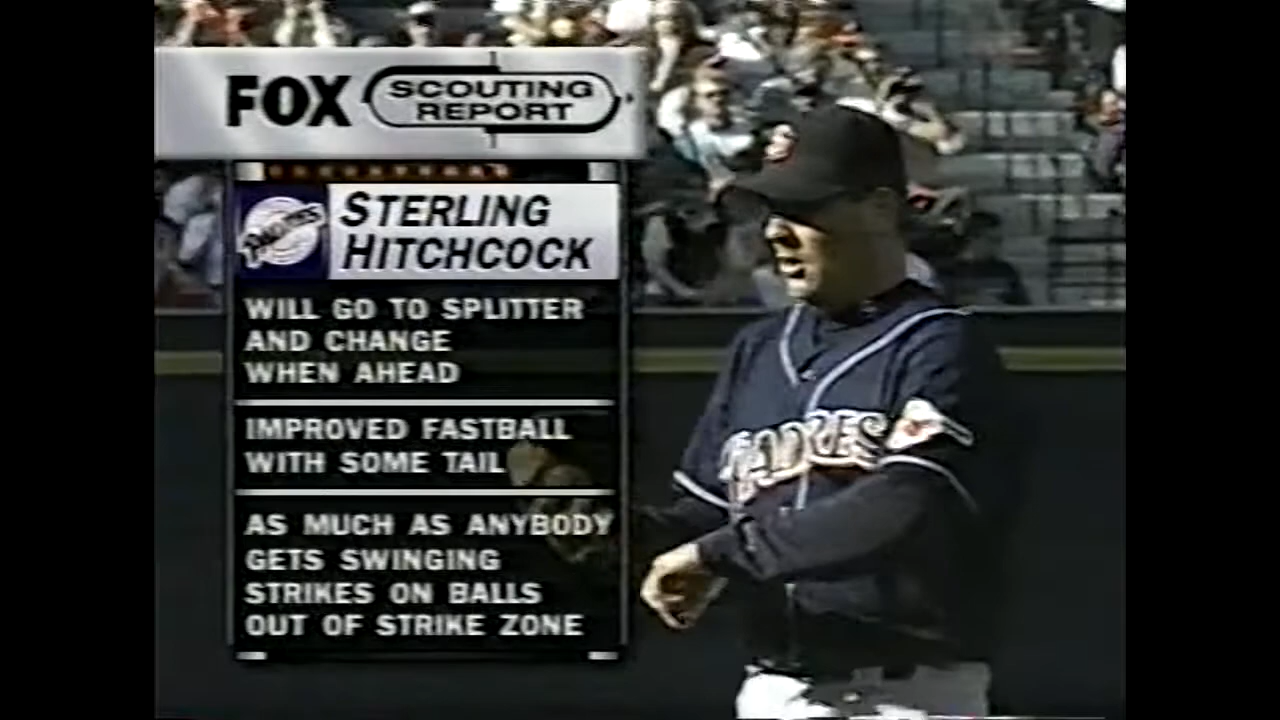 FOX SCOUTING
REPORT
PADRES
STERLING
HITCHCOCK
WILL GO TO SPLITTER
AND CHANGE
WHEN AHEAD
IMPROVED FASTBALL
WITH SOME TAIL
AS MUCH AS ANYBODY
GETS SWINGING
STRIKES ON BALLS
OUT OF STRIKE ZONE
PADRES